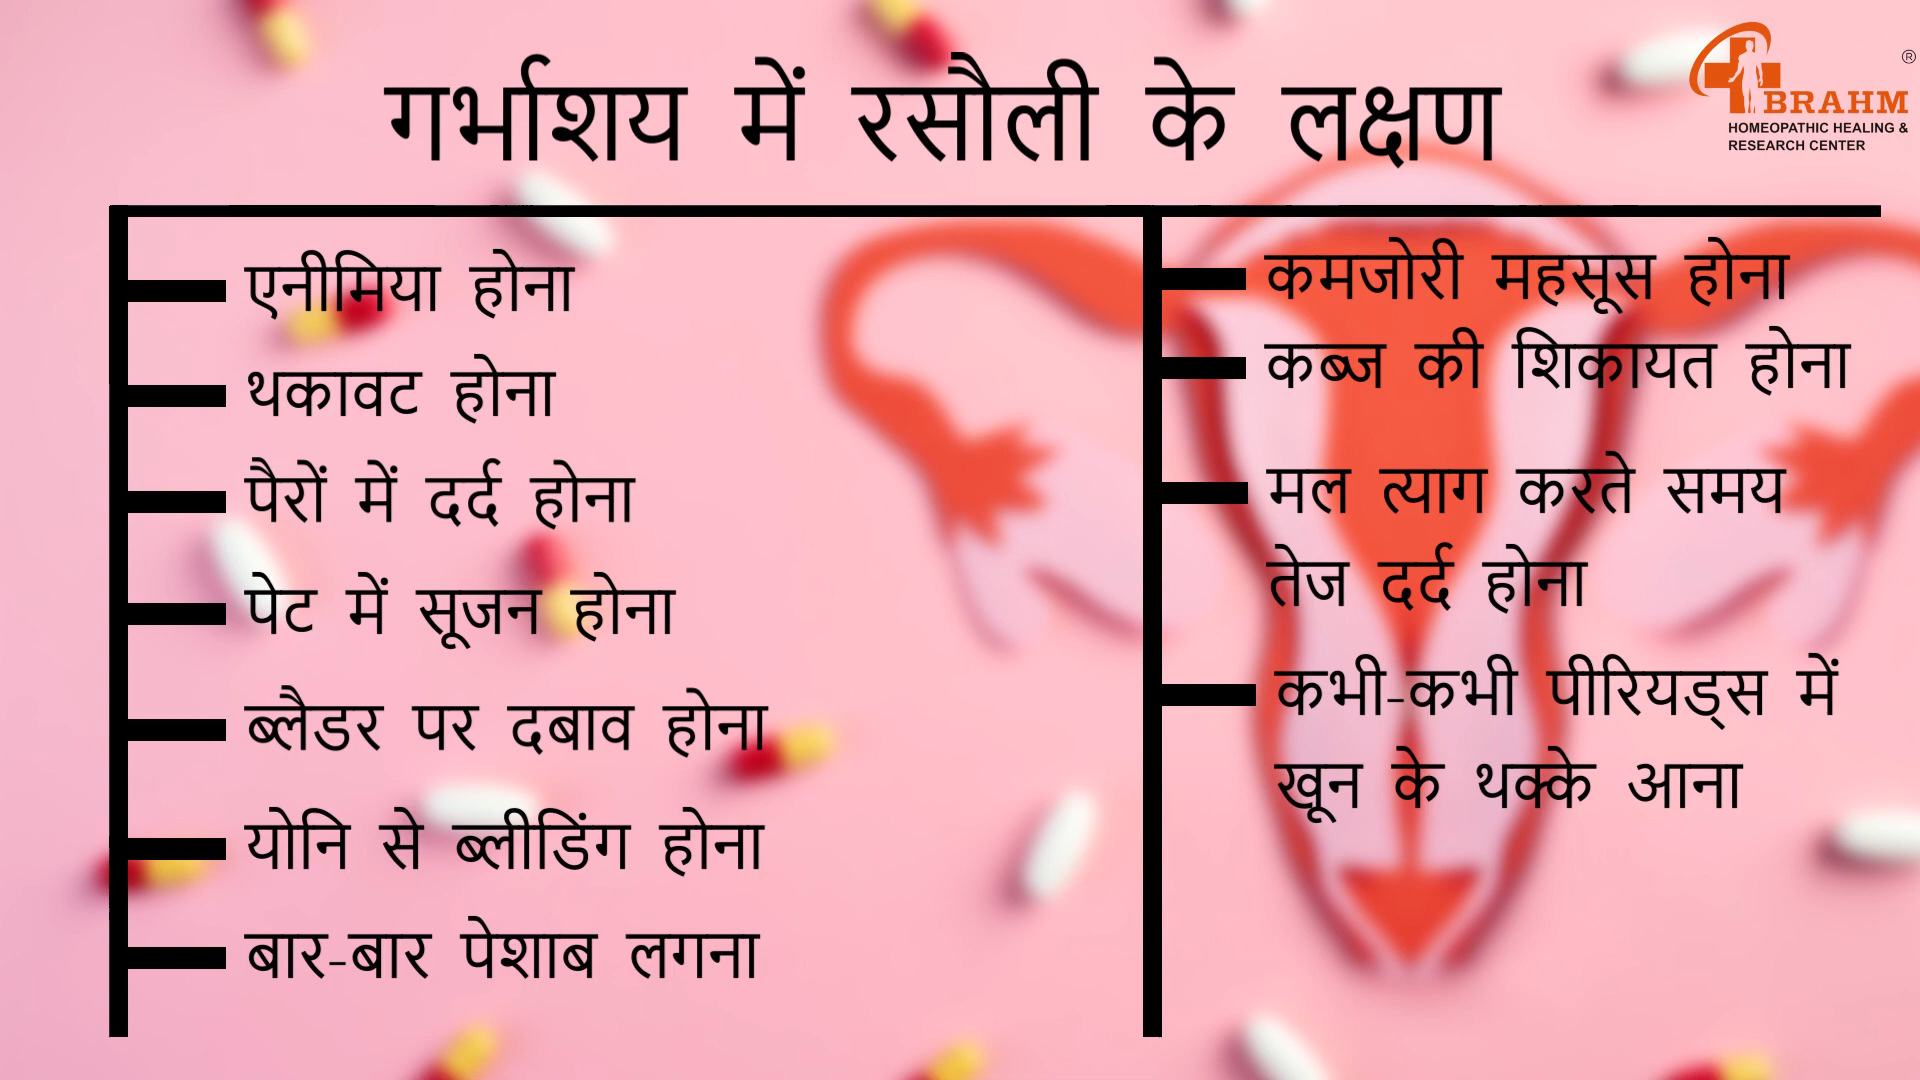 गर्भाशय में रसौली के लक्षण
®
BRAHM
HOMEOPATHIC HEALING &
RESEARCH CENTER
एनीमिया होना
थकावट होना
पैरों में दर्द होना
पेट में सूजन होना
ब्लैडर पर दबाव होना
योनि से ब्लीडिंग होना
बार-बार पेशाब लगना
कमजोरी महसूस होना
कब्ज की शिकायत होना
मल त्याग करते समय
तेज दर्द होना
कभी-कभी पीरियड्स में
खून के थक्के आना